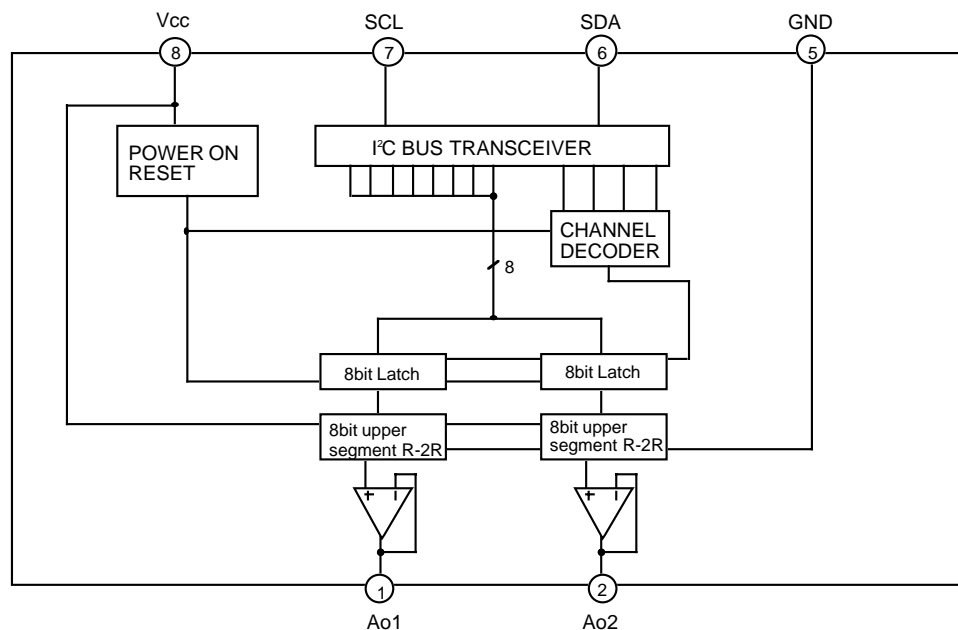 Vcc
SCL
SDA
GND
8
7
6
5
POWER ON
RESET
I²C BUS TRANSCEIVER
CHANNEL
DECODER
8
8bit Latch
8bit Latch
8bit upper
segment R-2R
8bit upper
segment R-2R
+
−
+
−
1
2
Ao1
Ao2